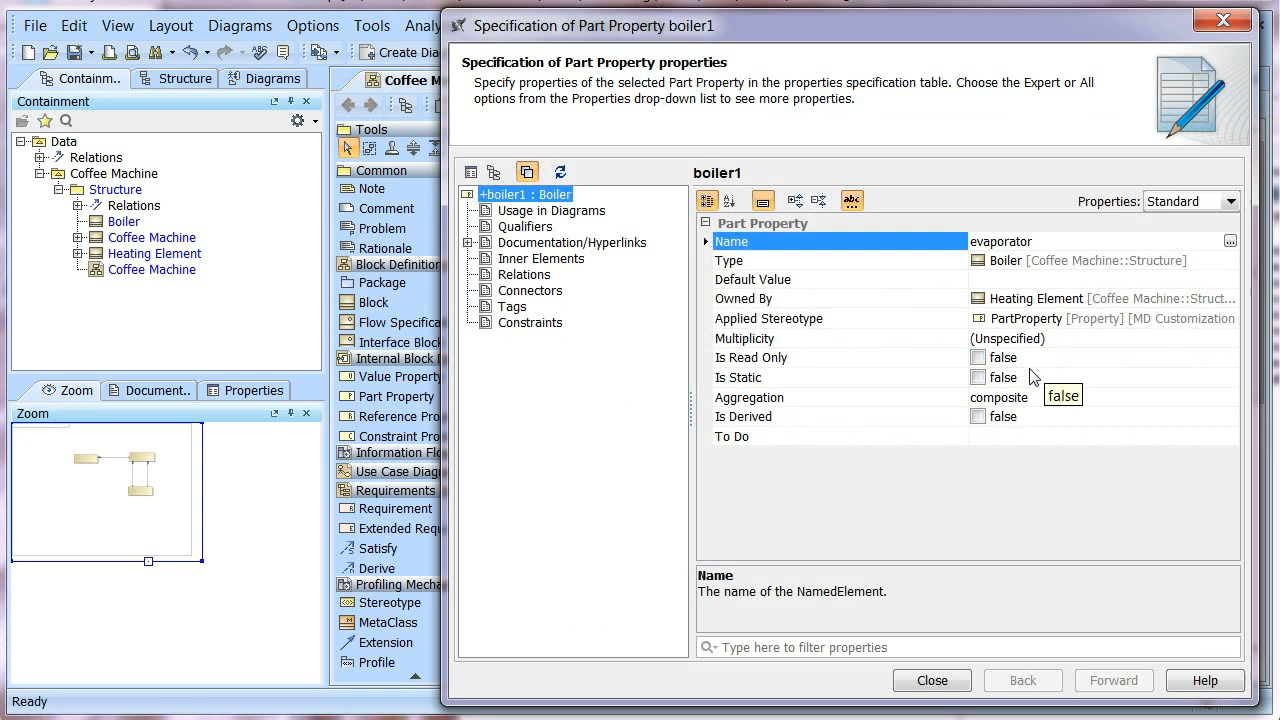 File Edit View Layout Diagrams Options Tools Analy
Specification of Part Property boiler1
Create Dia
Containm.. Structure Diagrams
Coffee M
Containment
Data
Relations
Coffee Machine
Structure
Relations
Boiler
Coffee Machine
Heating Element
Coffee Machine
Zoom Document.. Properties
Zoom
Tools
Common
Note
Comment
Problem
Rationale
Block Definition
Package
Block
Flow Specifica
Interface Block
Internal Block D
Value Property
Part Property
Reference Pro
Constraint Pro
Information Flo
Use Case Diag
Requirements
Requirement
Extended Requ
Satisfy
Derive
Profiling Mecha
Stereotype
MetaClass
Extension
Profile
Specification of Part Property properties
Specify properties of the selected Part Property in the properties specification table. Choose the Expert or All
options from the Properties drop-down list to see more properties.
+boiler1 : Boiler
Usage in Diagrams
Qualifiers
Documentation/Hyperlinks
Inner Elements
Relations
Connectors
Tags
Constraints
boiler1
abc Properties: Standard
Part Property
Name evaporator ...
Type Boiler [Coffee Machine::Structure]
Default Value
Owned By Heating Element [Coffee Machine::Struct...
Applied Stereotype PartProperty [Property] [MD Customization
Multiplicity (Unspecified)
Is Read Only false
Is Static false
Aggregation composite false
Is Derived false
To Do
Name
The name of the NamedElement.
Type here to filter properties
Close Back Forward Help
Ready